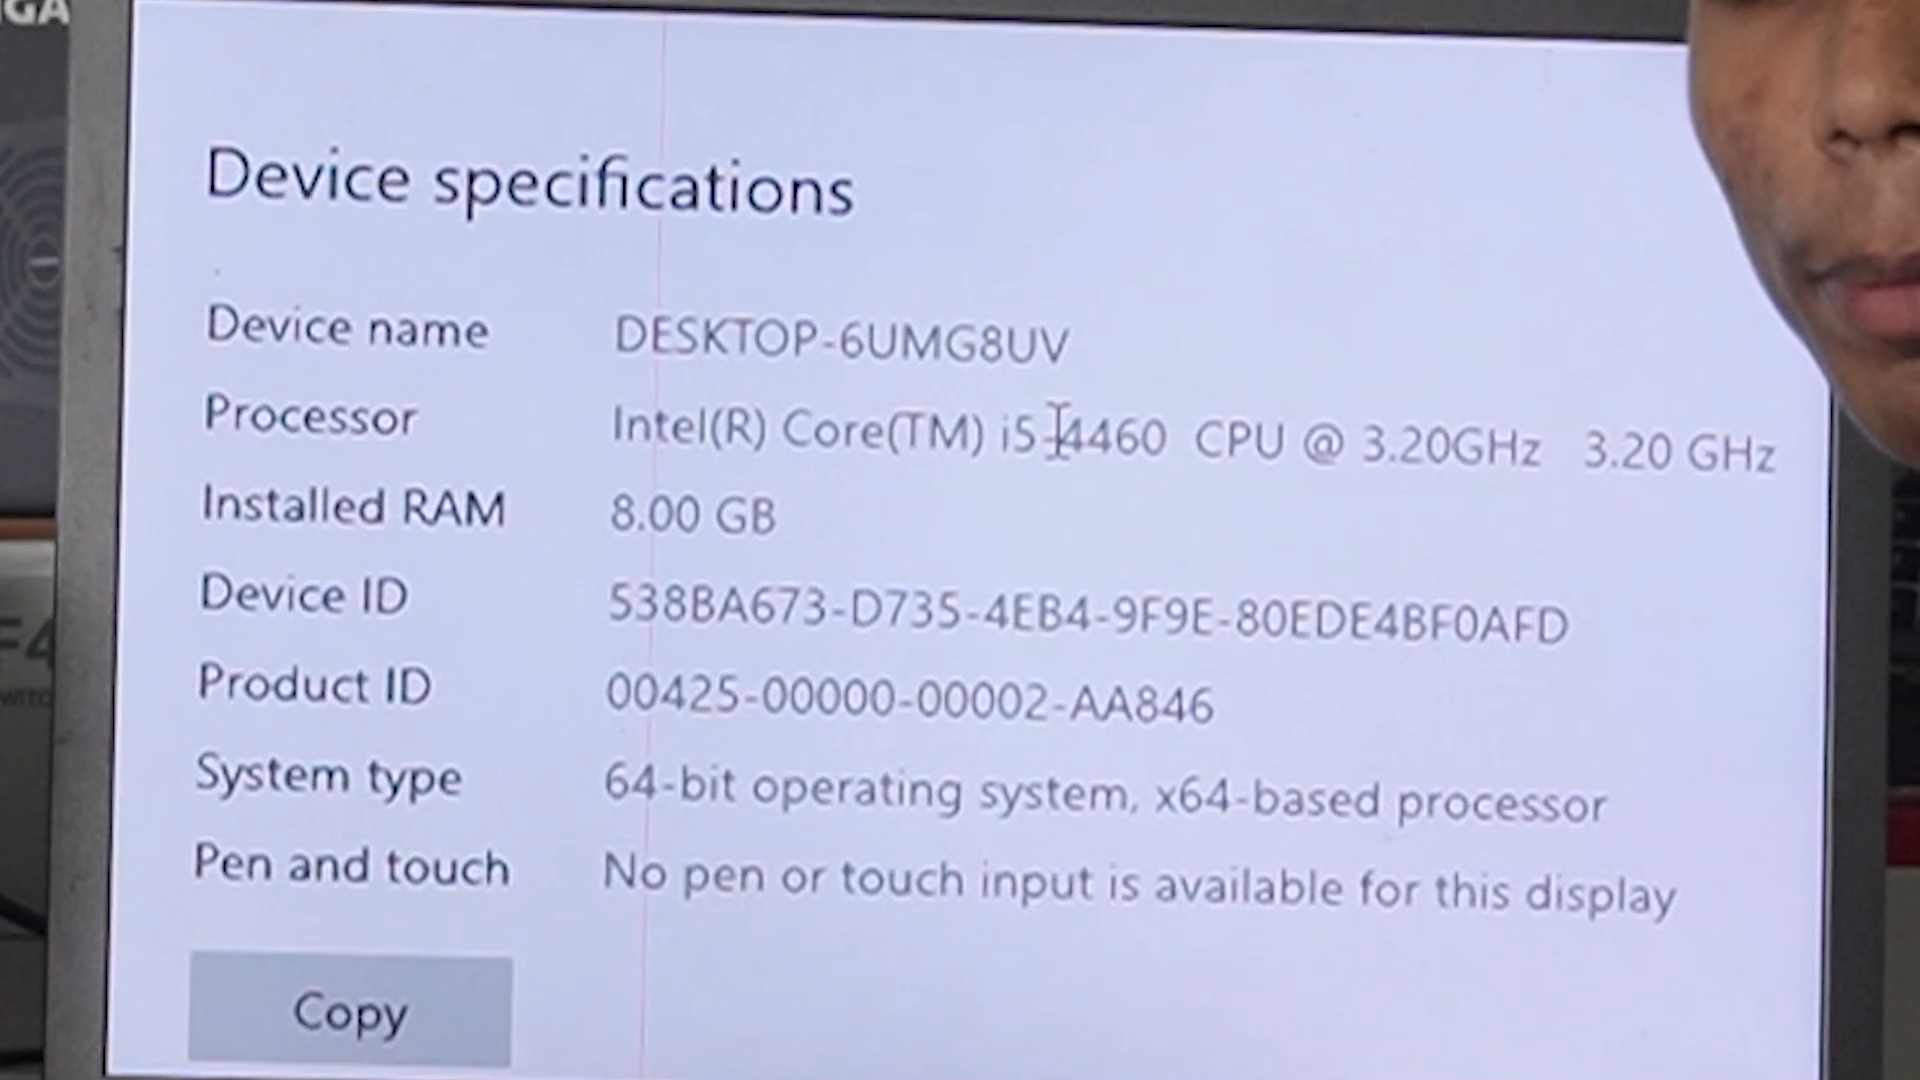 Device specifications
Device name DESKTOP-6UMG8UV
Processor Intel(R) Core(TM) i5-4460 CPU @ 3.20GHz 3.20 GHz
Installed RAM 8.00 GB
Device ID 538BA673-D735-4EB4-9F9E-80EDE4BF0AFD
Product ID 00425-00000-00002-AA846
System type 64-bit operating system, x64-based processor
Pen and touch No pen or touch input is available for this display
Copy